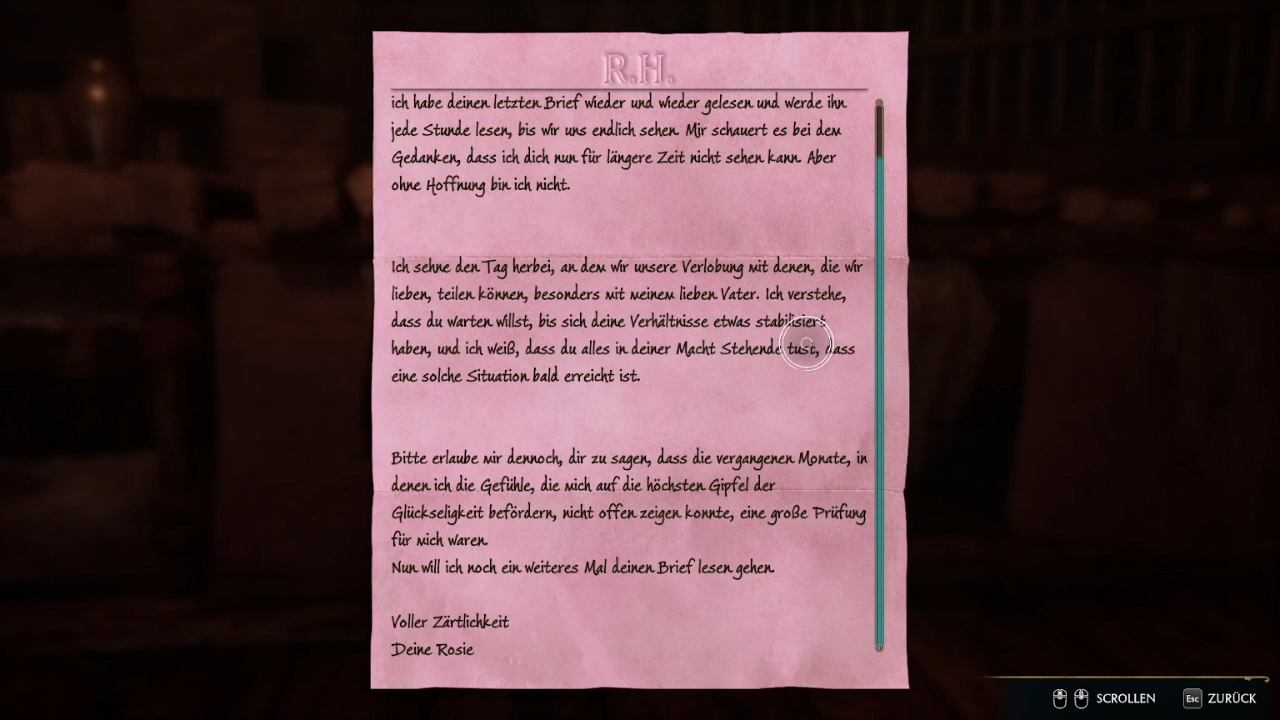 R.H.
ich habe deinen letzten Brief wieder und wieder gelesen und werde ihn
jede Stunde lesen, bis wir uns endlich sehen. Mir schauert es bei dem
Gedanken, dass ich dich nun für längere Zeit nicht sehen kann. Aber
ohne Hoffnung bin ich nicht.
Ich sehne den Tag herbei, an dem wir unsere Verlobung mit denen, die wir
lieben, teilen können, besonders mit meinem lieben Vater. Ich verstehe,
dass du warten willst, bis sich deine Verhältnisse etwas stabilisiert
haben, und ich weiß, dass du alles in deiner Macht Stehende tust, dass
eine solche Situation bald erreicht ist.
Bitte erlaube mir dennoch, dir zu sagen, dass die vergangenen Monate, in
denen ich die Gefühle, die mich auf die höchsten Gipfel der
Glückseligkeit befördern, nicht offen zeigen konnte, eine große Prüfung
für mich waren.
Nun will ich noch ein weiteres Mal deinen Brief lesen gehen.
Voller Zärtlichkeit
Deine Rosie
SCROLLEN
Esc ZURÜCK